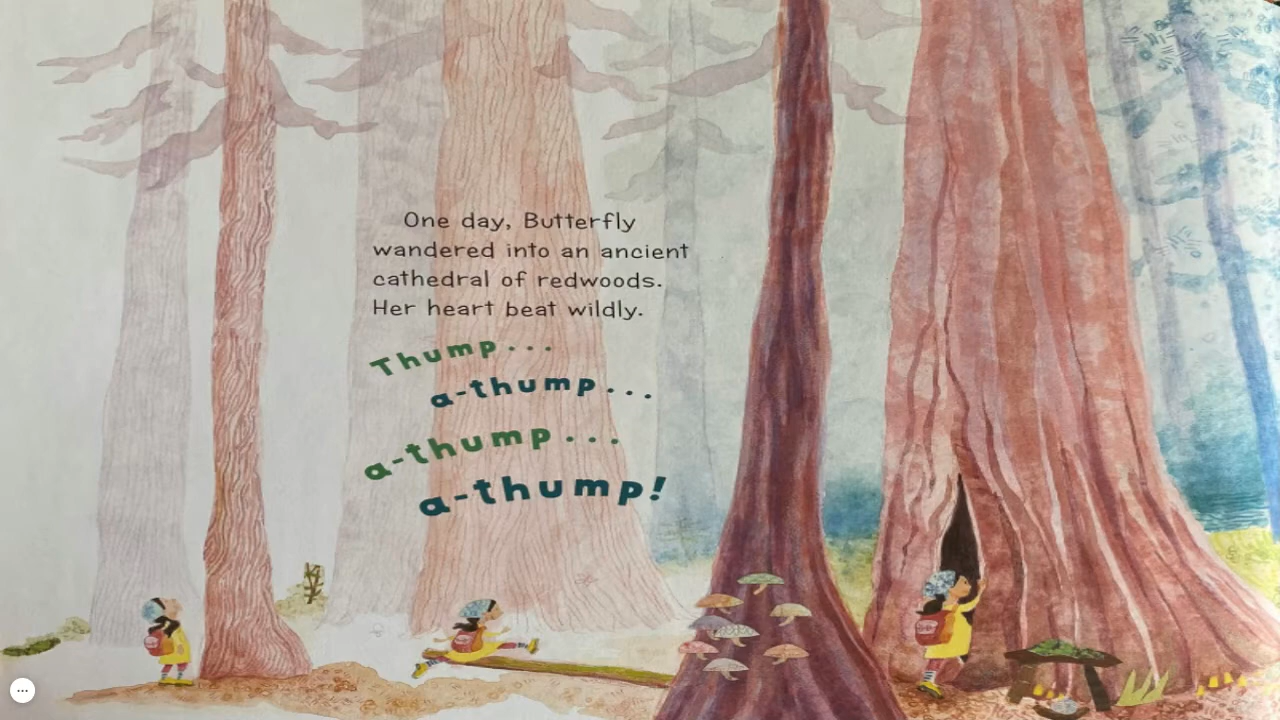 One day, Butterfly
wandered into an ancient
cathedral of redwoods.
Her heart beat wildly.
Thump...
a-thump...
a-thump...
a-thump!